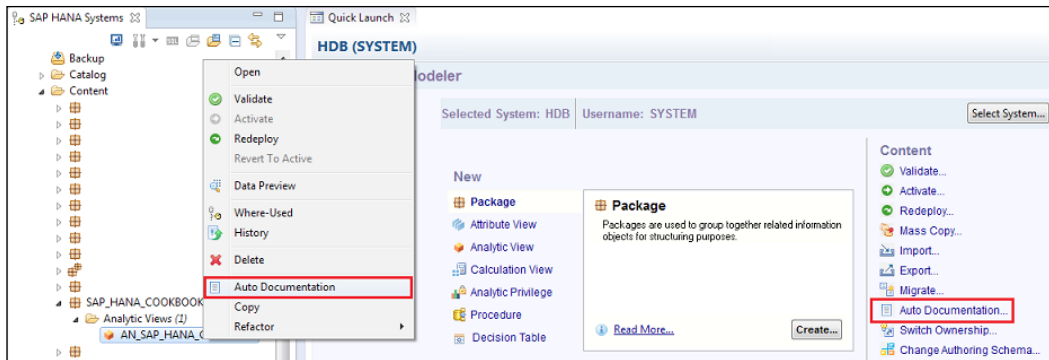 SAP HANA Systems
Backup
Catalog
Content
SAP_HANA_COOKBOOK
Analytic Views (1)
AN_SAP_HANA_C
Open
Validate
Activate
Redeploy
Revert To Active
Data Preview
Where-Used
History
Delete
Auto Documentation
Copy
Refactor
Quick Launch
HDB (SYSTEM)
odeler
Selected System: HDB
Username: SYSTEM
Select System...
New
Package
Attribute View
Analytic View
Calculation View
Analytic Privilege
Procedure
Decision Table
Package
Packages are used to group together related information
objects for structuring purposes.
Read More...
Create...
Content
Validate...
Activate...
Redeploy...
Mass Copy...
Import...
Export...
Migrate...
Auto Documentation...
Switch Ownership...
Change Authoring Schema...